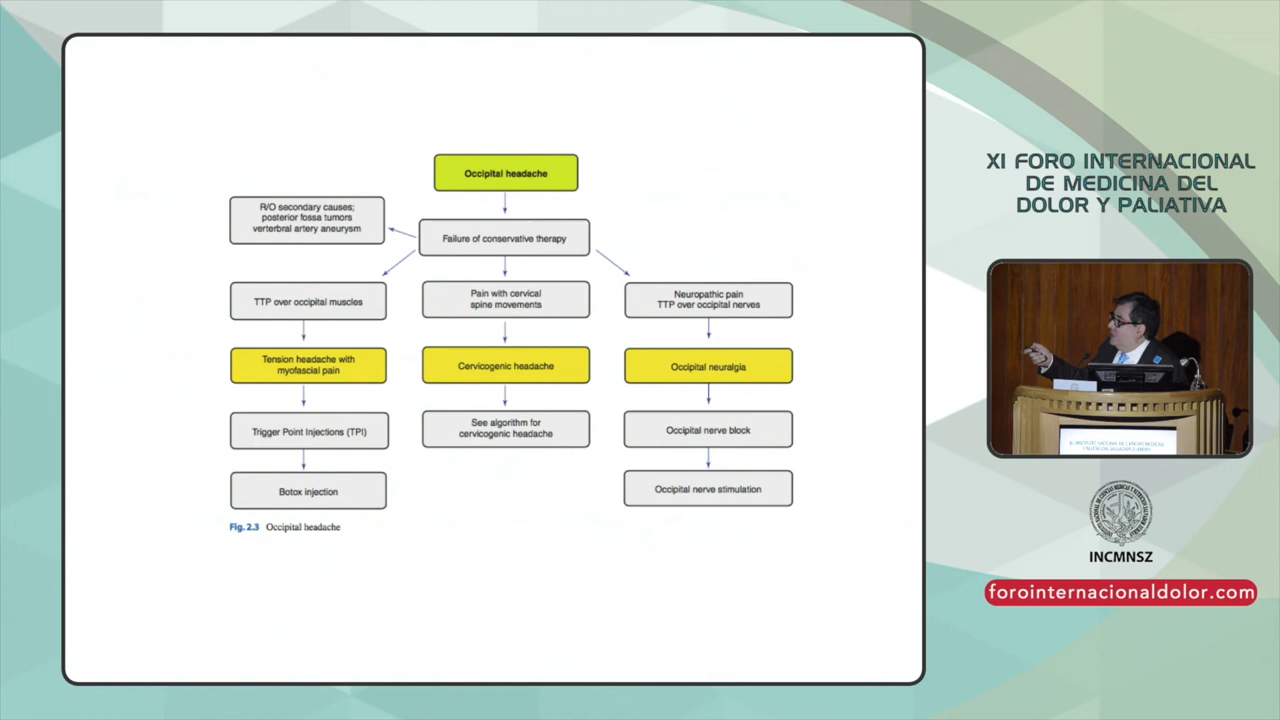 Occipital headache
R/O secondary causes;
posterior fossa tumors
verterbral artery aneurysm
Failure of conservative therapy
TTP over occipital muscles
Pain with cervical
spine movements
Neuropathic pain
TTP over occipital nerves
Tension headache with
myofascial pain
Cervicogenic headache
Occipital neuralgia
Trigger Point Injections (TPI)
See algorithm for
cervicogenic headache
Occipital nerve block
Botox injection
Occipital nerve stimulation
Fig. 2.3 Occipital headache
XI FORO INTERNACIONAL
DE MEDICINA DEL
DOLOR Y PALIATIVA
INCMNSZ
forointernacionaldolor.com